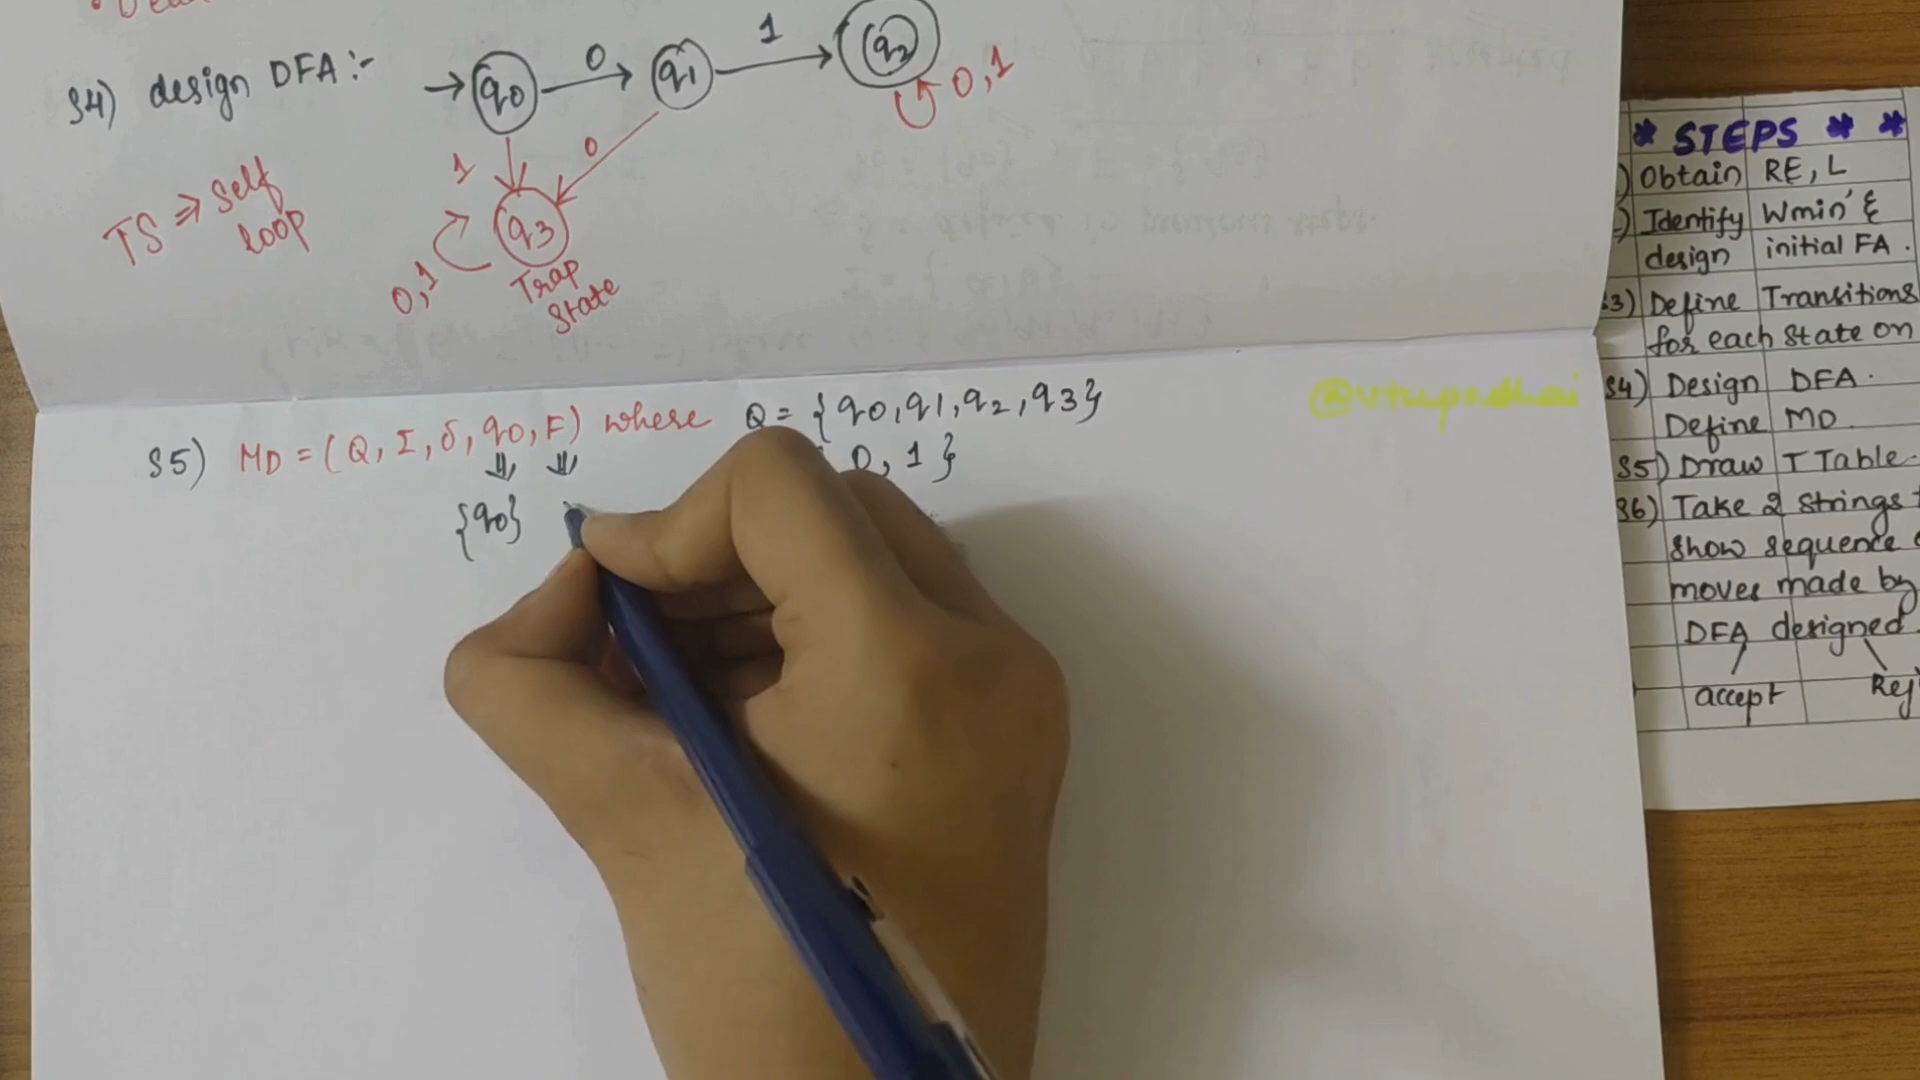 S4) design DFA :-
→ q0 0 q1 1 q2
0,1
1 0
TS ⇒ Self
loop
q3
0,1
Trap
state
S5) MD = (Q, Σ, δ, q0, F) where Q = {q0, q1, q2, q3}
0, 1}
{q0}
@vtupadhai
* STEPS * *
) Obtain RE, L
) Identify Wmin' &
design initial FA.
S3) Define Transitions
for each state on
S4) Design DFA.
Define MD.
S5) Draw T Table.
S6) Take 2 strings
show sequence
moves made by
DFA designed.
accept Rej